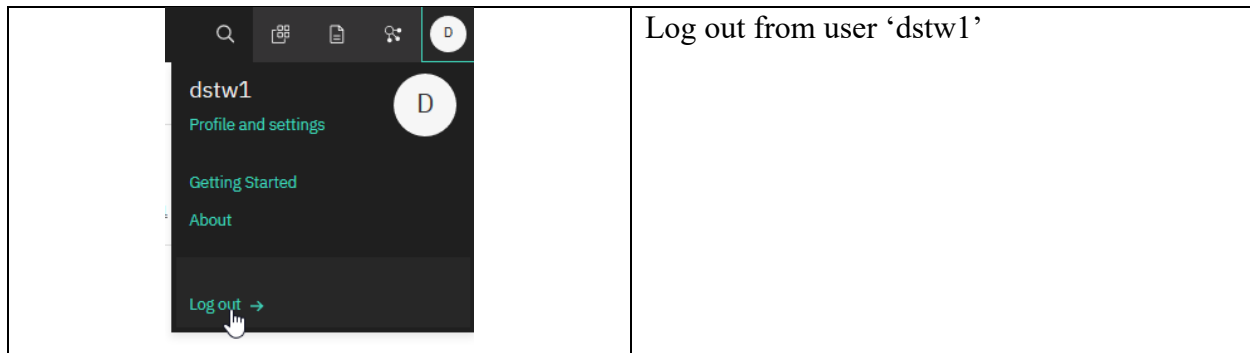 D
dstw1
D
Profile and settings
Getting Started
About
Log out →
Log out from user ‘dstw1’